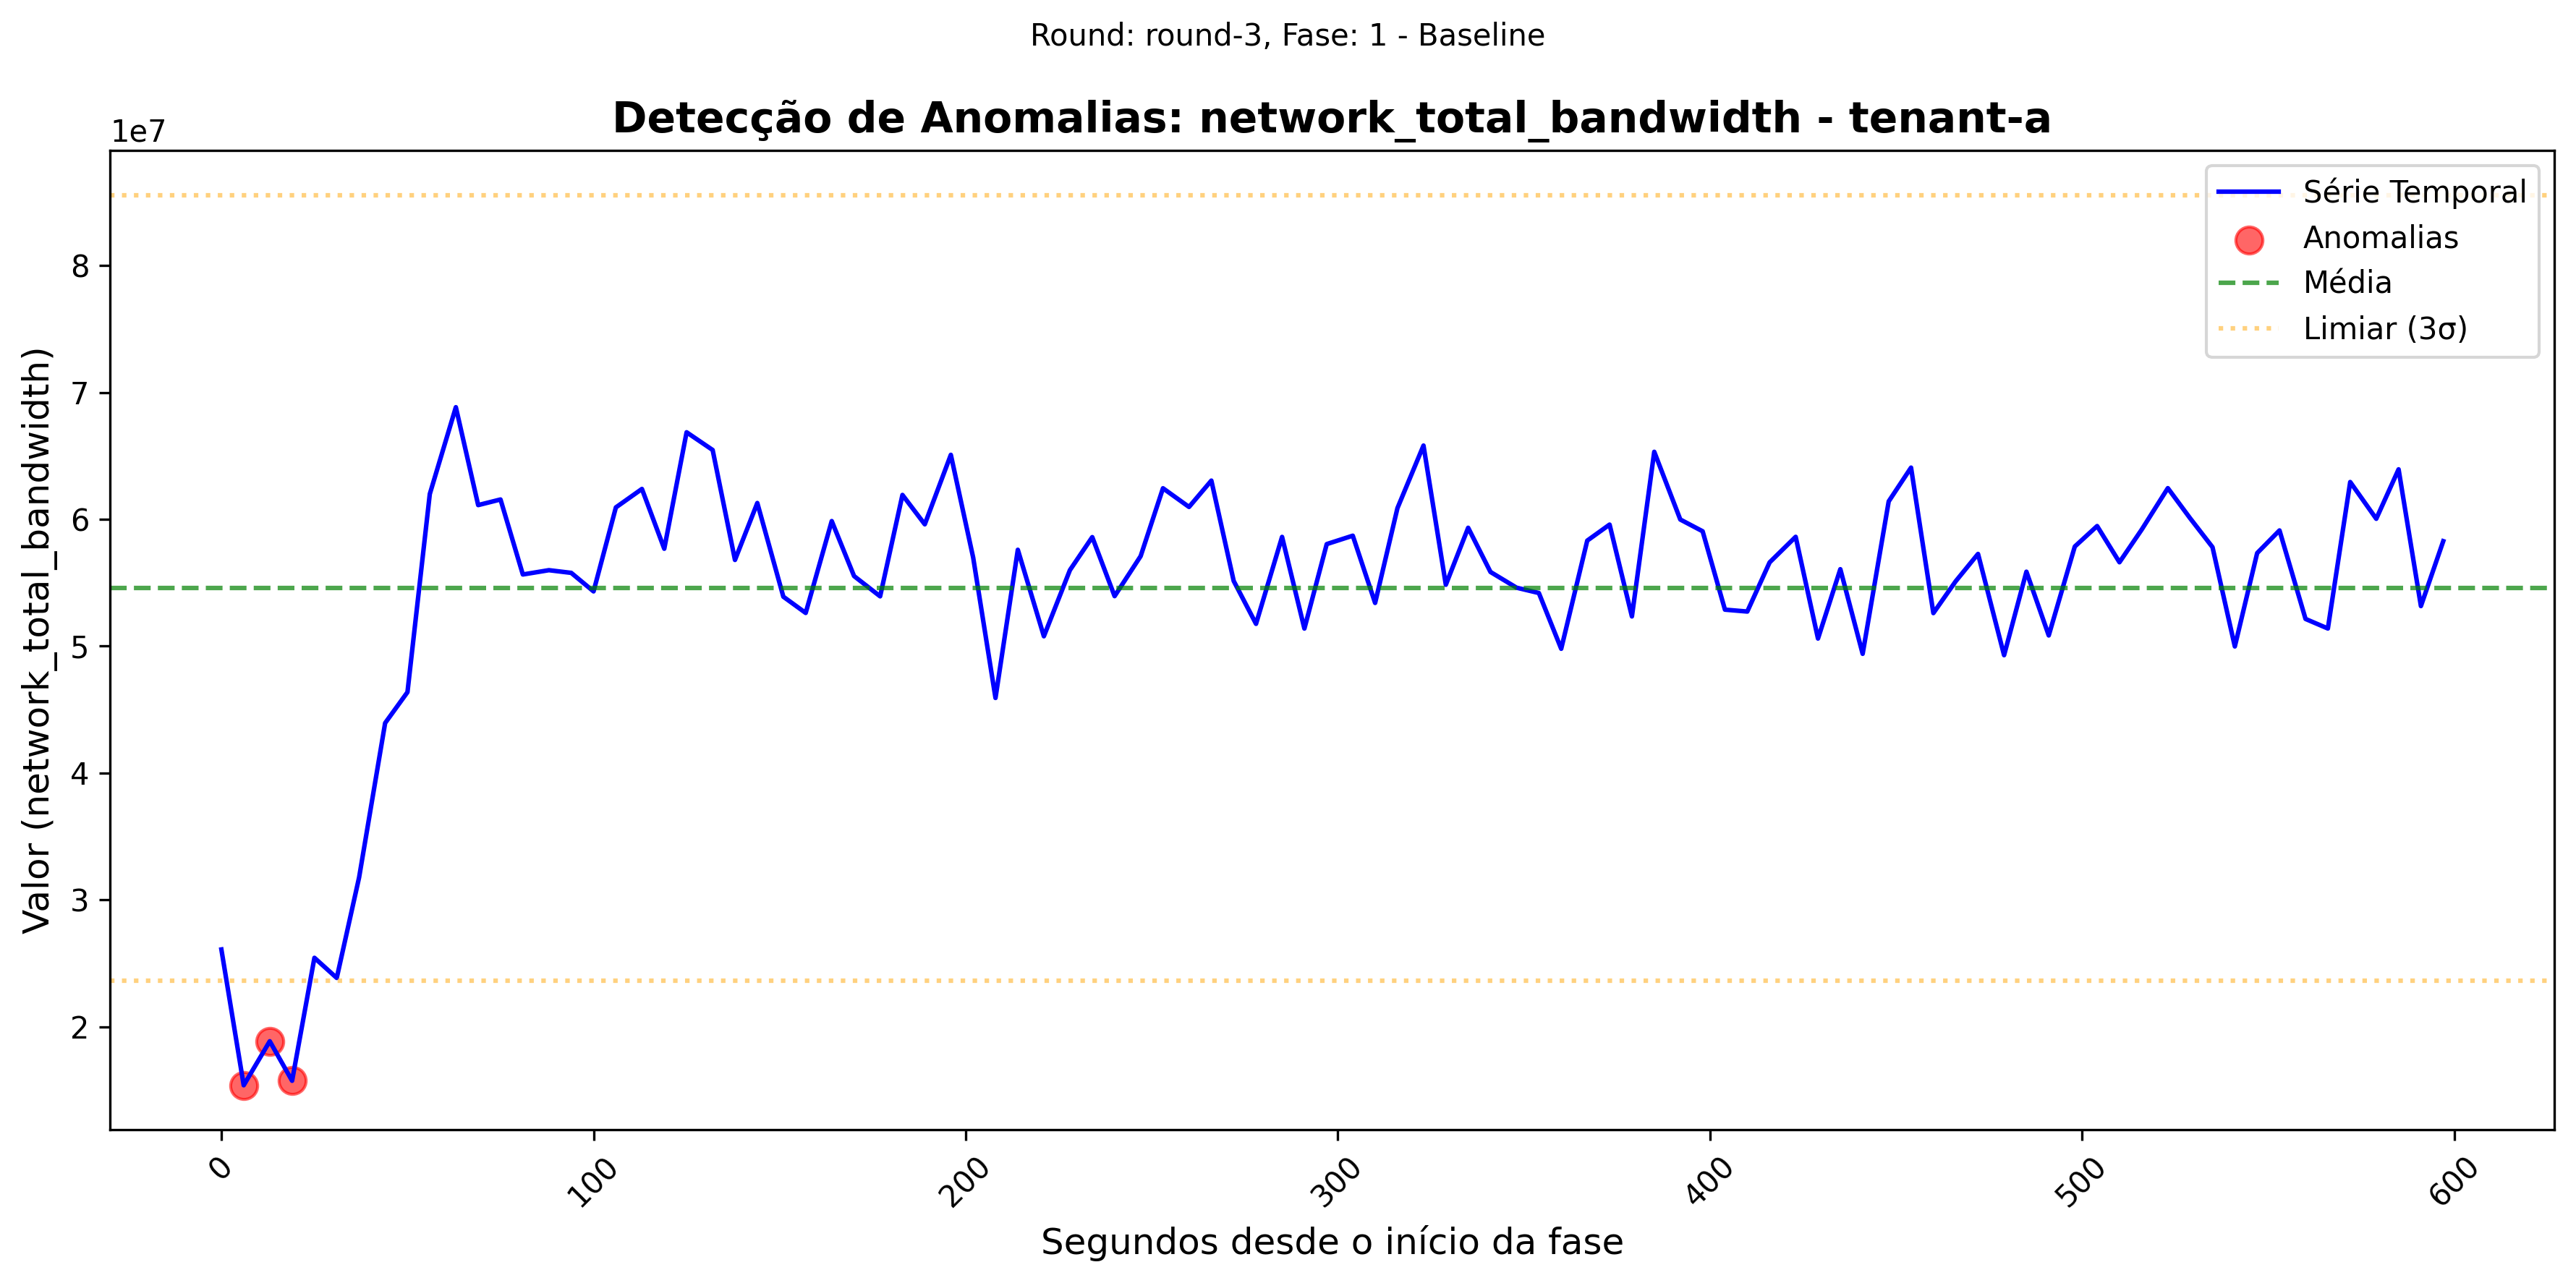 Round: round-3, Fase: 1 - Baseline
Detecção de Anomalias: network_total_bandwidth - tenant-a
1e7
Série Temporal
Anomalias
Média
Limiar (3σ)
8
7
6
5
4
3
2
Valor (network_total_bandwidth)
0
100
200
300
400
500
600
Segundos desde o início da fase